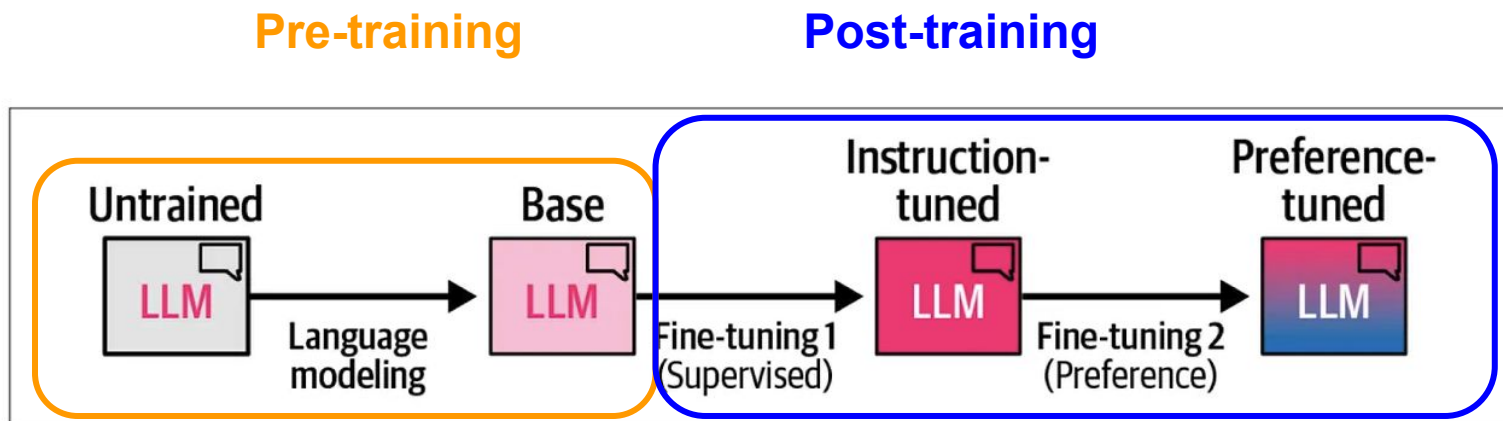 Pre-training
Post-training
Untrained
LLM
Language
modeling
Base
LLM
Fine-tuning 1
(Supervised)
Instruction-
tuned
LLM
Fine-tuning 2
(Preference)
Preference-
tuned
LLM